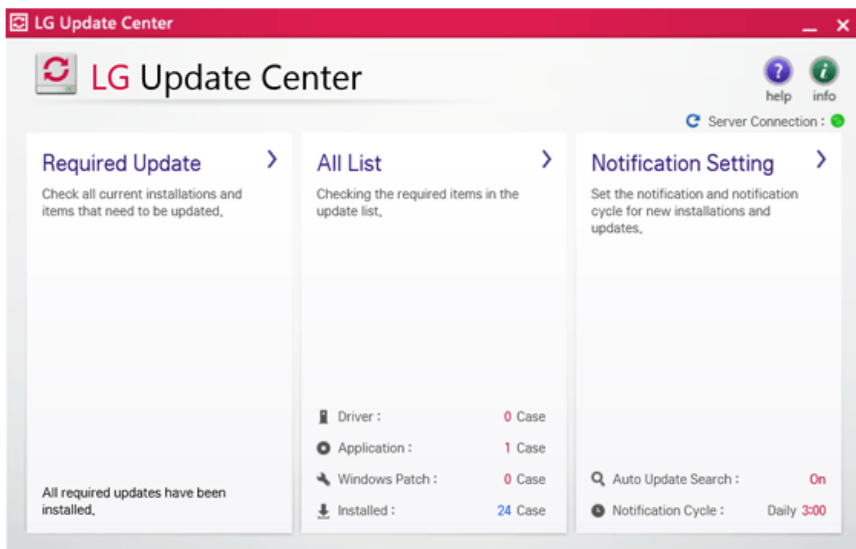 LG Update Center
LG Update Center
help
info
Server Connection :
Required Update
Check all current installations and
items that need to be updated.
All required updates have been
installed.
All List
Checking the required items in the
update list.
Driver : 0 Case
Application : 1 Case
Windows Patch : 0 Case
Installed : 24 Case
Notification Setting
Set the notification and notification
cycle for new installations and
updates.
Auto Update Search : On
Notification Cycle : Daily 3:00